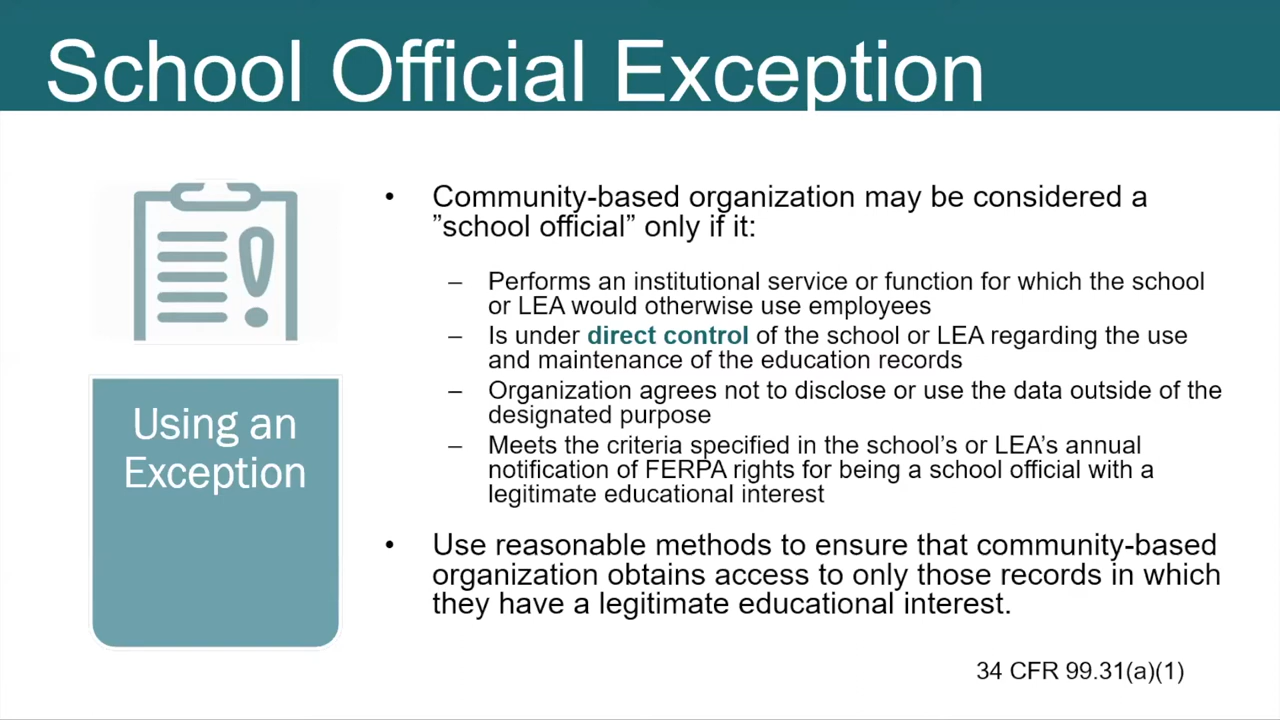 School Official Exception
Using an
Exception
• Community-based organization may be considered a
”school official” only if it:
– Performs an institutional service or function for which the school
or LEA would otherwise use employees
– Is under direct control of the school or LEA regarding the use
and maintenance of the education records
– Organization agrees not to disclose or use the data outside of the
designated purpose
– Meets the criteria specified in the school’s or LEA’s annual
notification of FERPA rights for being a school official with a
legitimate educational interest
• Use reasonable methods to ensure that community-based
organization obtains access to only those records in which
they have a legitimate educational interest.
34 CFR 99.31(a)(1)